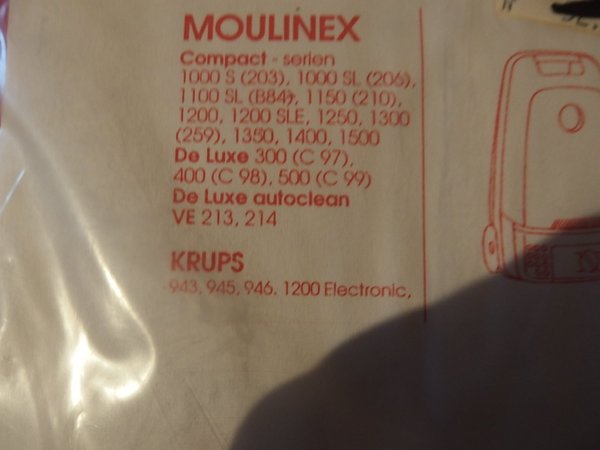 MOULINEX
Compact - serien
1000 S (203), 1000 SL (206),
1100 SL (B84), 1150 (210),
1200, 1200 SLE, 1250, 1300
(259), 1350, 1400, 1500
De Luxe 300 (C 97),
400 (C 98), 500 (C 99)
De Luxe autoclean
VE 213, 214
KRUPS
943, 945, 946. 1200 Electronic,